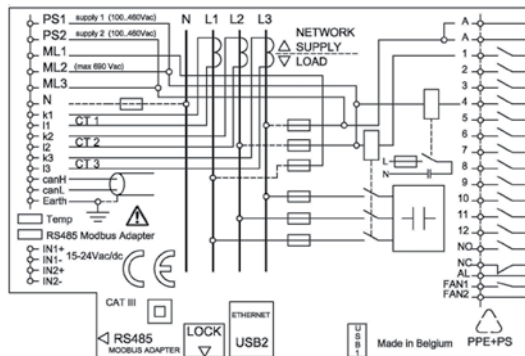 PS1 supply 1 (100..460Vac)
PS2 supply 2 (100..460Vac)
ML1
ML2 (max 690 Vac)
ML3
N
k1
l1 CT 1
k2
l2 CT 2
k3
l3 CT 3
canH
canL
Earth
Temp
RS485 Modbus Adapter
IN1+
IN1- 15-24Vac/dc
IN2+
IN2-
CE
CAT III
RS485
MODBUS ADAPTER
LOCK
ETHERNET
USB2
USB1
Made in Belgium
N L1 L2 L3
NETWORK
SUPPLY
LOAD
L
N
A
A
1
2
3
4
5
6
7
8
9
10
11
12
NO
NC
AL
FAN1
FAN2
PPE+PS